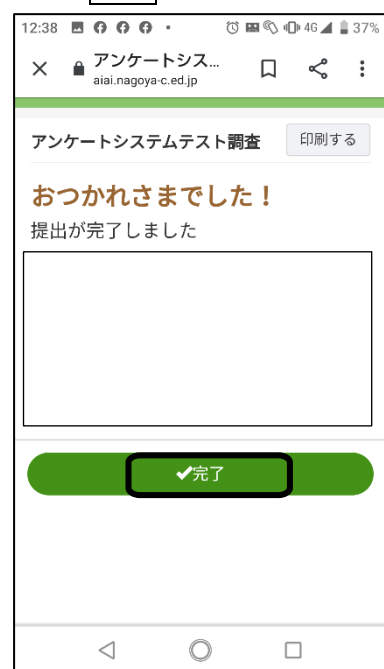 12:38 4G 37%
アンケートシス...
aiai.nagoya-c.ed.jp
アンケートシステムテスト調査 印刷する
おつかれさまでした！
提出が完了しました
✔完了